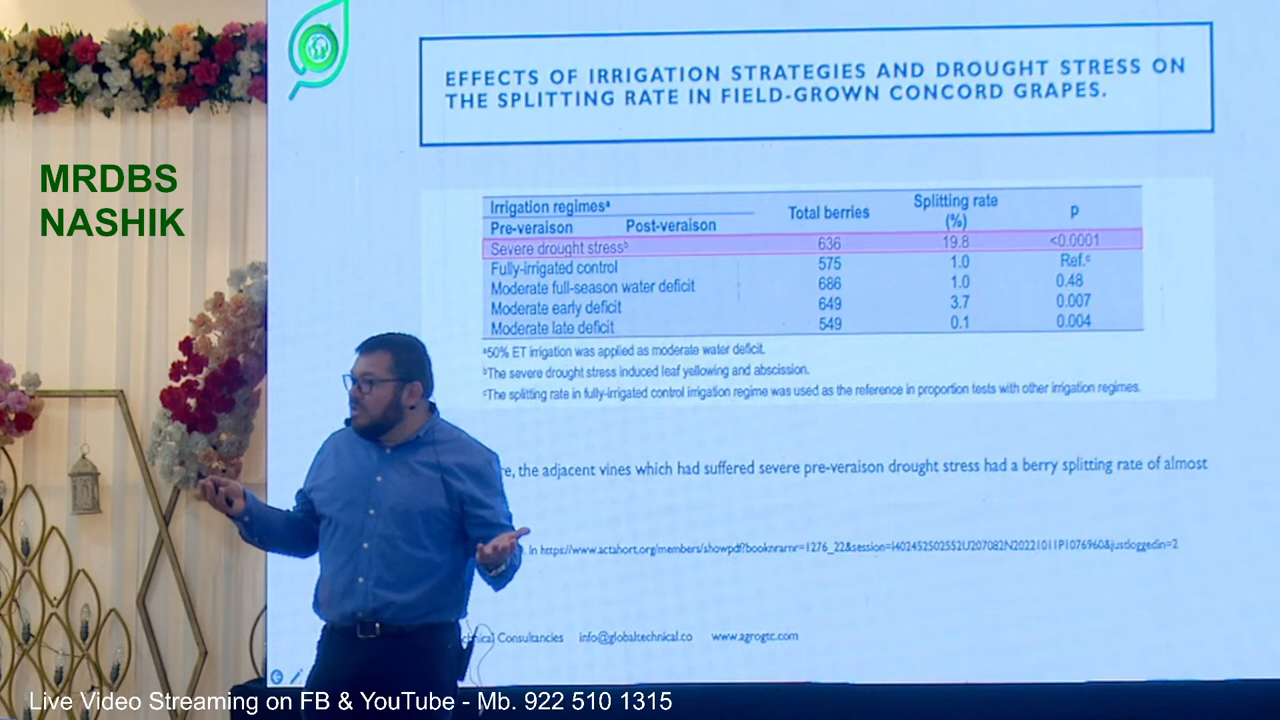 EFFECTS OF IRRIGATION STRATEGIES AND DROUGHT STRESS ON
THE SPLITTING RATE IN FIELD-GROWN CONCORD GRAPES.
MRDBS
NASHIK
Irrigation regimesᵃ Total berries Splitting rate (%) p
Pre-veraison Post-veraison
Severe drought stressᵇ 636 19.8 <0.0001
Fully-irrigated control 575 1.0 Ref.ᶜ
Moderate full-season water deficit 686 1.0 0.48
Moderate early deficit 649 3.7 0.007
Moderate late deficit 549 0.1 0.004
ᵃ50% ET irrigation was applied as moderate water deficit.
ᵇThe severe drought stress induced leaf yellowing and abscission.
ᶜThe splitting rate in fully-irrigated control irrigation regime was used as the reference in proportion tests with other irrigation regimes.
the adjacent vines which had suffered severe pre-veraison drought stress had a berry splitting rate of almost
In https://www.actahort.org/members/showpdf?
Consultancies info@globaltechnical.co www.agrogtc.com
Live Video Streaming on FB & YouTube - Mb. 922 510 1315